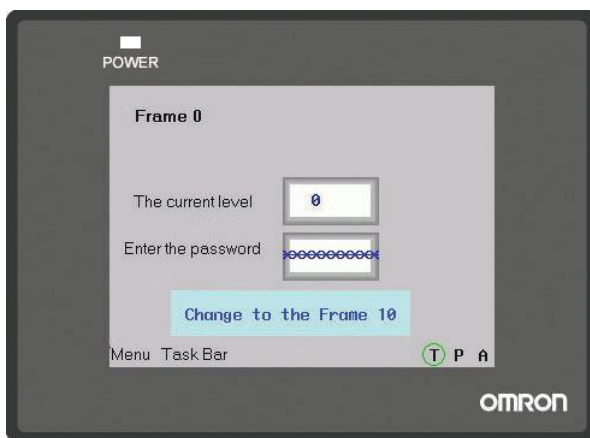 POWER
Frame 0
The current level 0
Enter the password xxxxxxxxxx
Change to the Frame 10
Menu Task Bar T P A
OMRON